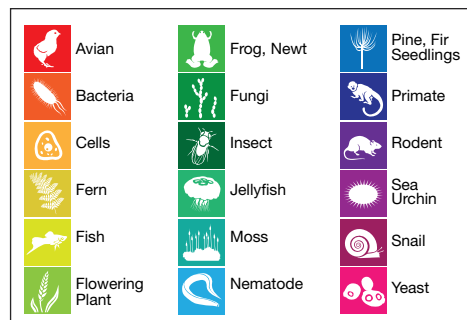 Avian
Bacteria
Cells
Fern
Fish
Flowering
Plant
Frog, Newt
Fungi
Insect
Jellyfish
Moss
Nematode
Pine, Fir
Seedlings
Primate
Rodent
Sea
Urchin
Snail
Yeast